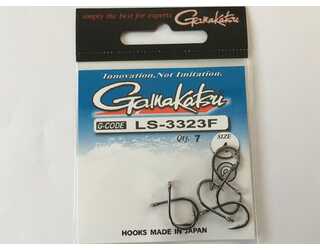 simply the best for experts Gamakatsu
Innovation, Not Imitation.
Gamakatsu
G-CODE LS-3323F
Qty. 7 SIZE
HOOKS MADE IN JAPAN